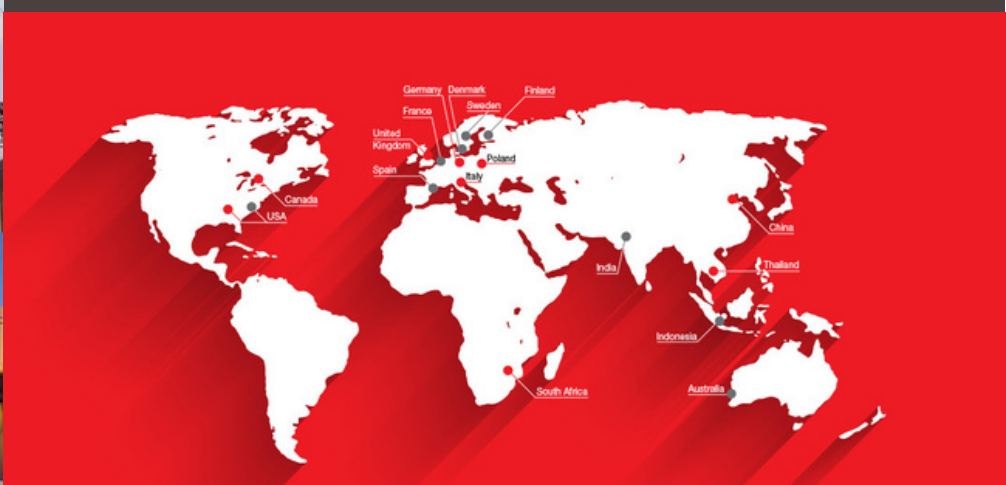 Germany
Denmark
Finland
Sweden
France
United
Kingdom
Poland
Spain
Italy
Canada
USA
China
India
Thailand
Indonesia
South Africa
Australia